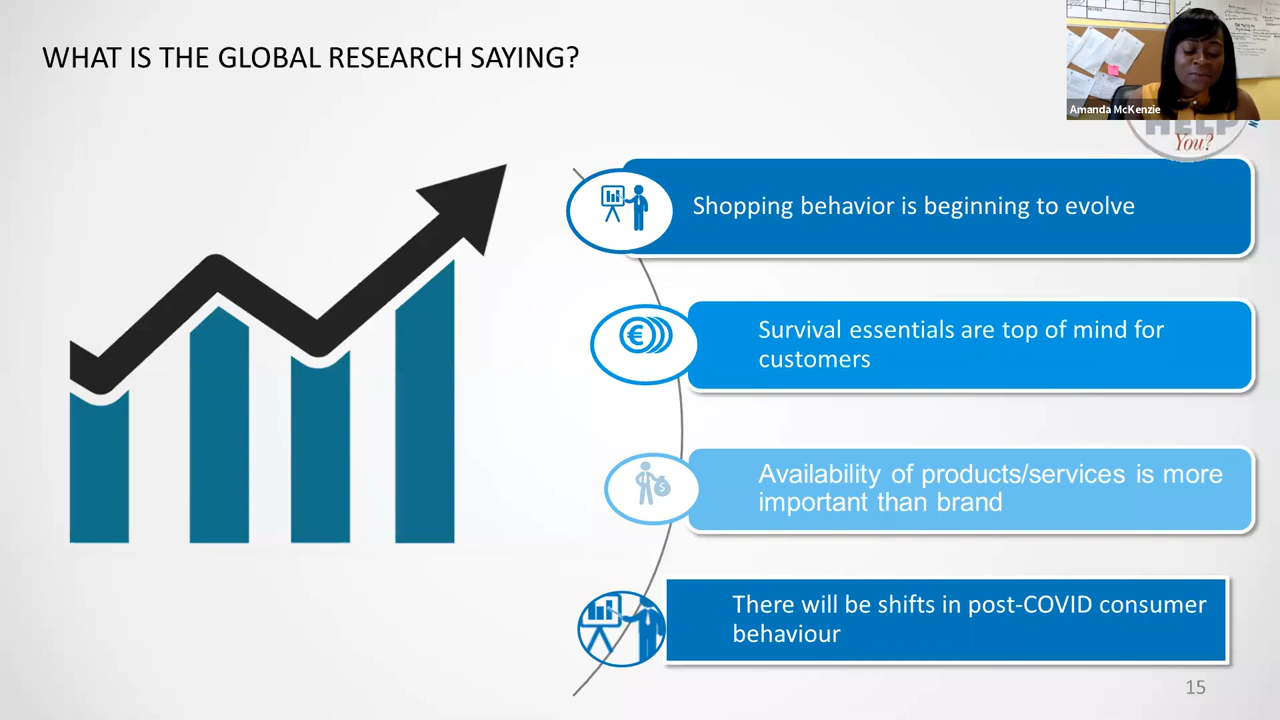 WHAT IS THE GLOBAL RESEARCH SAYING?
Amanda McKenzie
HELP
You?
Shopping behavior is beginning to evolve
Survival essentials are top of mind for
customers
Availability of products/services is more
important than brand
There will be shifts in post-COVID consumer
behaviour
15